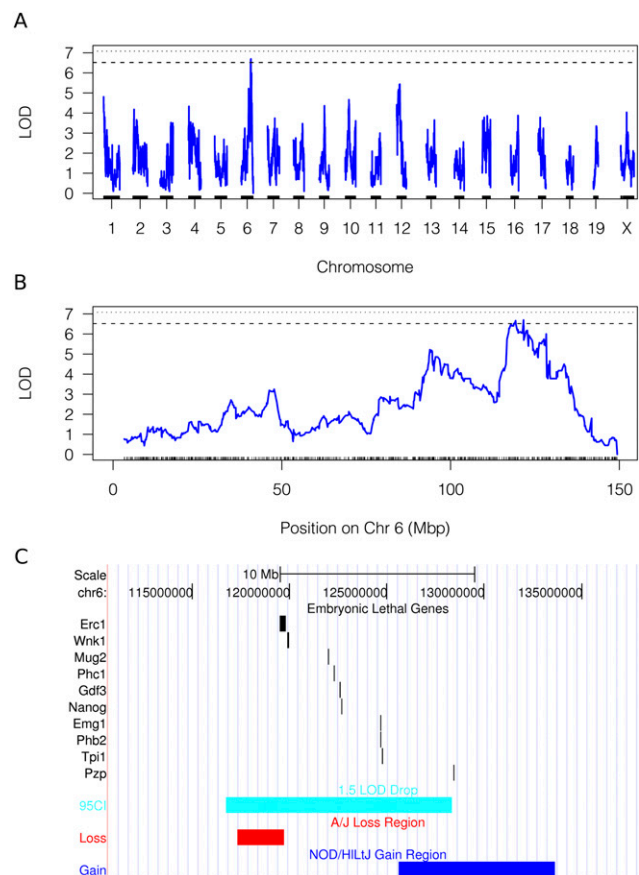 A
LOD
7
6
5
4
3
2
1
0
1 2 3 4 5 6 7 8 9 10 11 12 13 14 15 16 17 18 19 X
Chromosome
B
LOD
7
6
5
4
3
2
1
0
0 50 100 150
Position on Chr 6 (Mbp)
C
Scale 10 Mb
chr6: 115000000 120000000 125000000 130000000 135000000
Embryonic Lethal Genes
Erc1
Wnk1
Mug2
Phc1
Gdf3
Nanog
Emg1
Phb2
Tpi1
Pzp
1.5 LOD Drop
95CI
A/J Loss Region
Loss
NOD/HILtJ Gain Region
Gain